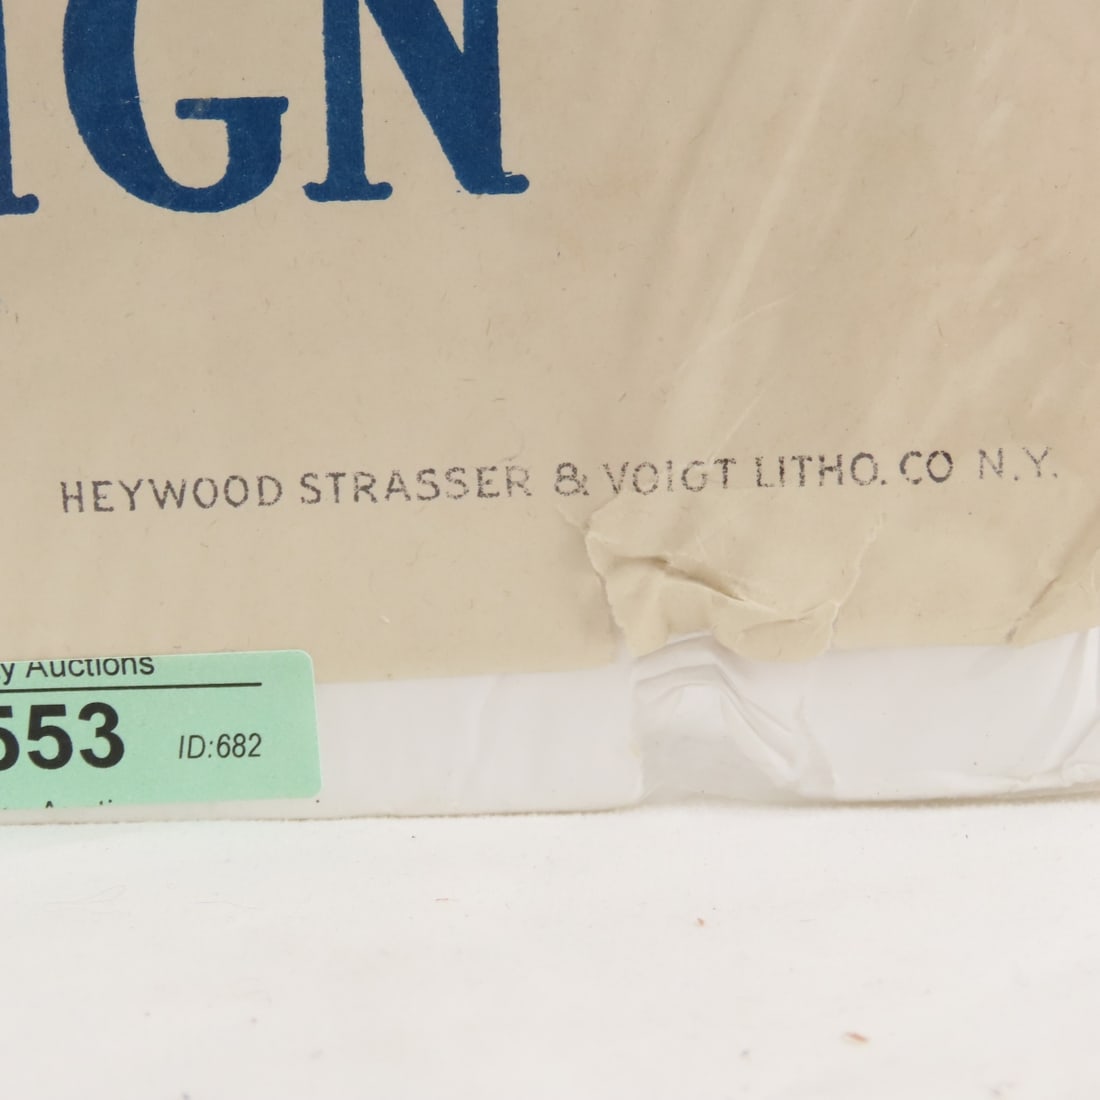 IGN
HEYWOOD STRASSER & VOIGT LITHO. CO N.Y.
y Auctions
553 ID:682